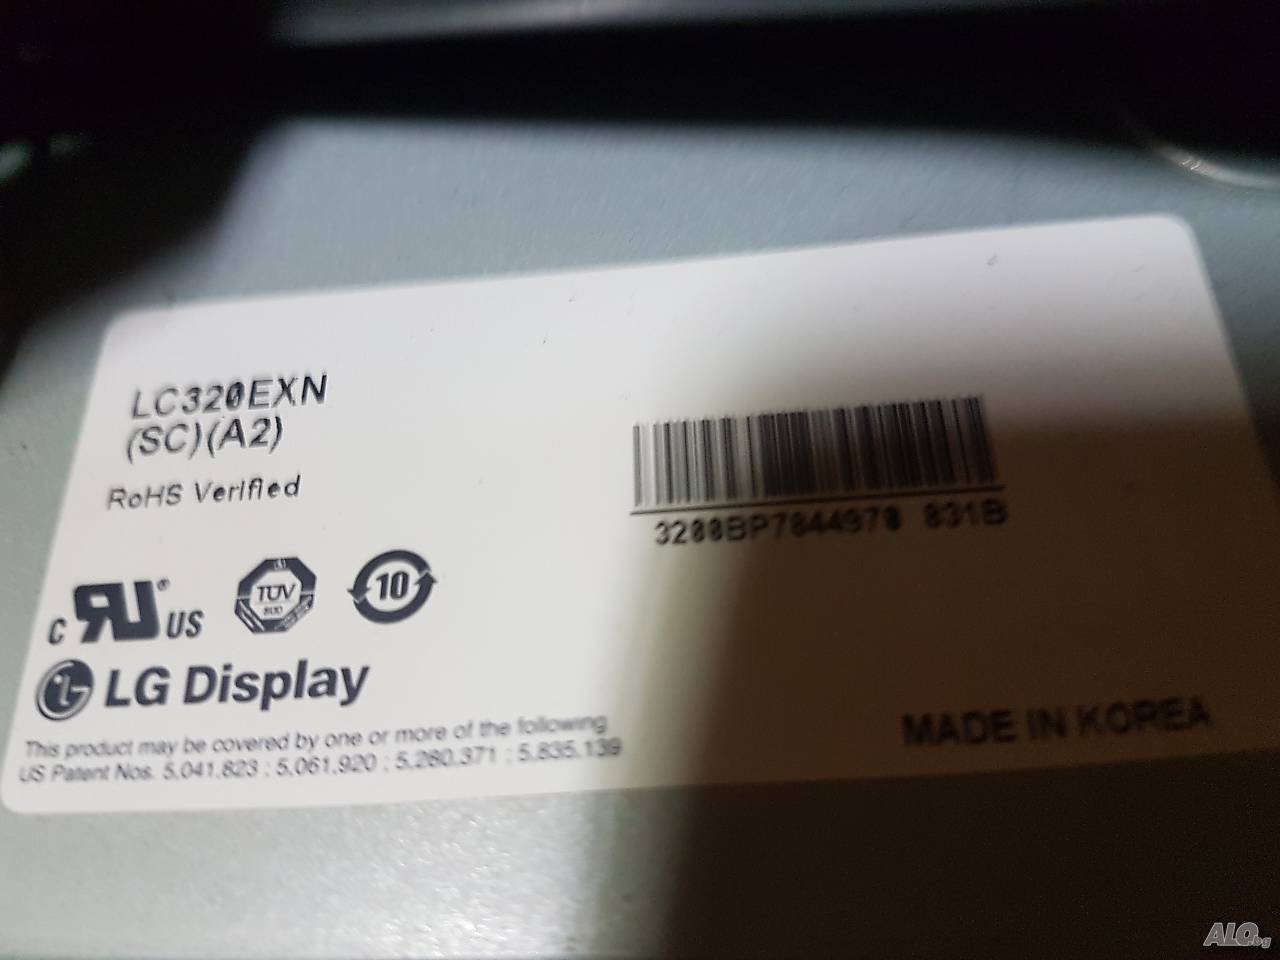 LC320EXN
(SC)(A2)
RoHS Verified
3200BP7844970 831B
c RU® US
TÜV
SÜD
10
LG Display
This product may be covered by one or more of the following
US Patent Nos. 5.041.823 : 5.061.920 : 5.280.371 : 5.835.139
MADE IN KOREA
ALO.bg